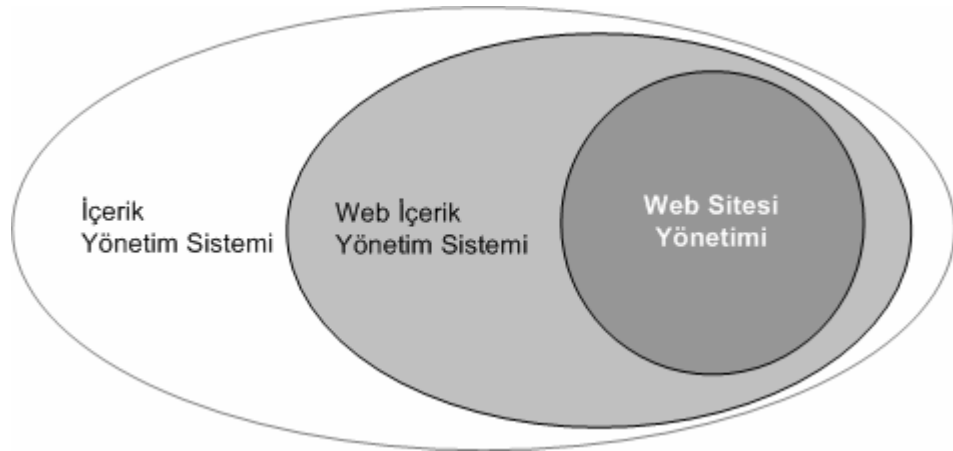 İçerik
Yönetim Sistemi
Web İçerik
Yönetim Sistemi
Web Sitesi
Yönetimi